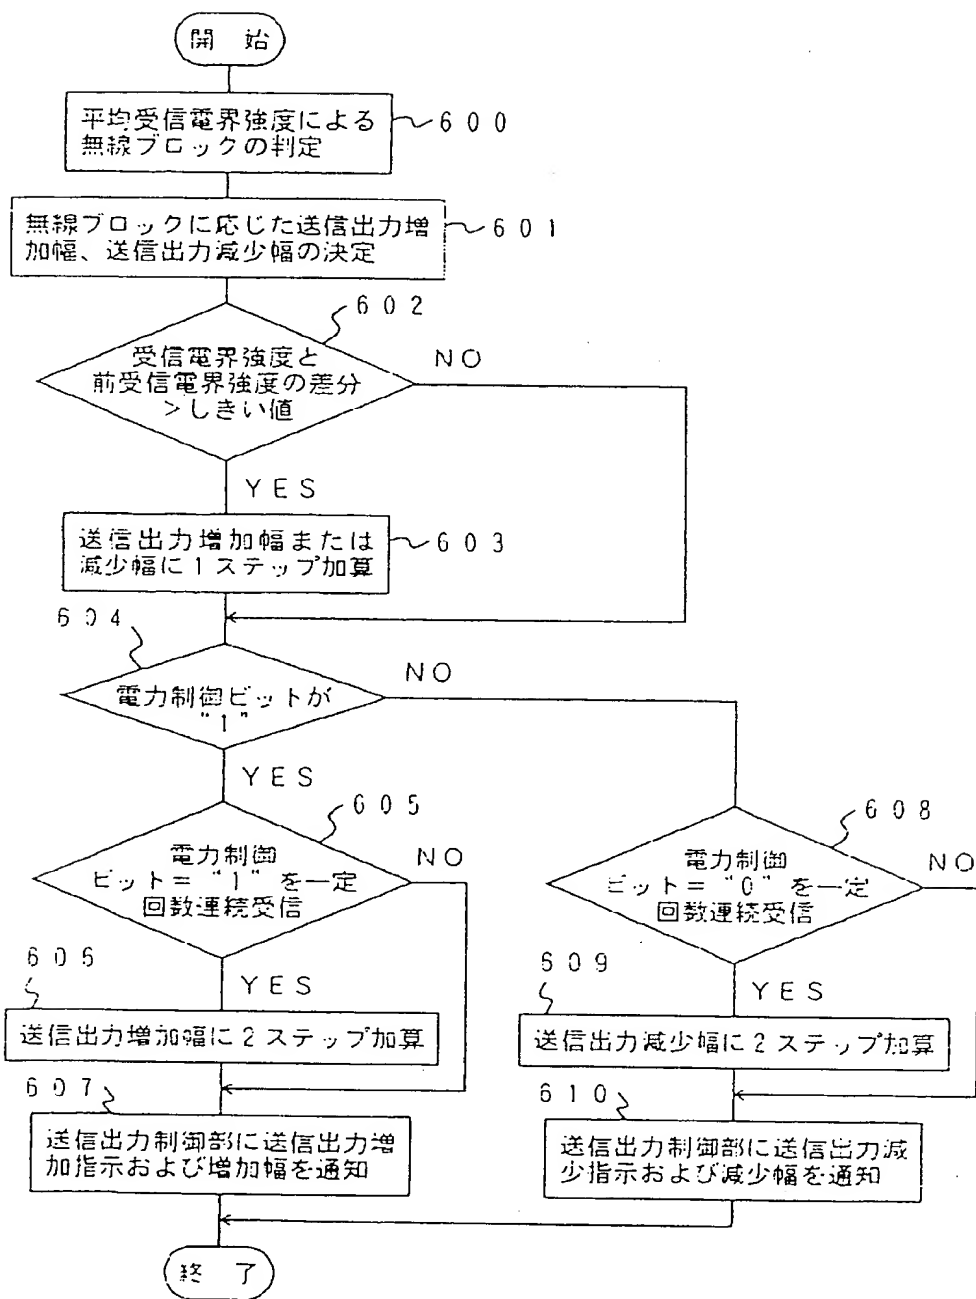 開 始
平均受信電界強度による
無線ブロックの判定
600
無線ブロックに応じた送信出力増
加幅、送信出力減少幅の決定
601
602
受信電界強度と
前受信電界強度の差分
>しきい値
NO
YES
送信出力増加幅または
減少幅に1ステップ加算
603
604
電力制御ビットが
"1"
NO
YES
605
電力制御
ビット="1"を一定
回数連続受信
NO
YES
606
送信出力増加幅に2ステップ加算
607
送信出力制御部に送信出力増
加指示および増加幅を通知
608
電力制御
ビット="0"を一定
回数連続受信
NO
YES
609
送信出力減少幅に2ステップ加算
610
送信出力制御部に送信出力減
少指示および減少幅を通知
終 了